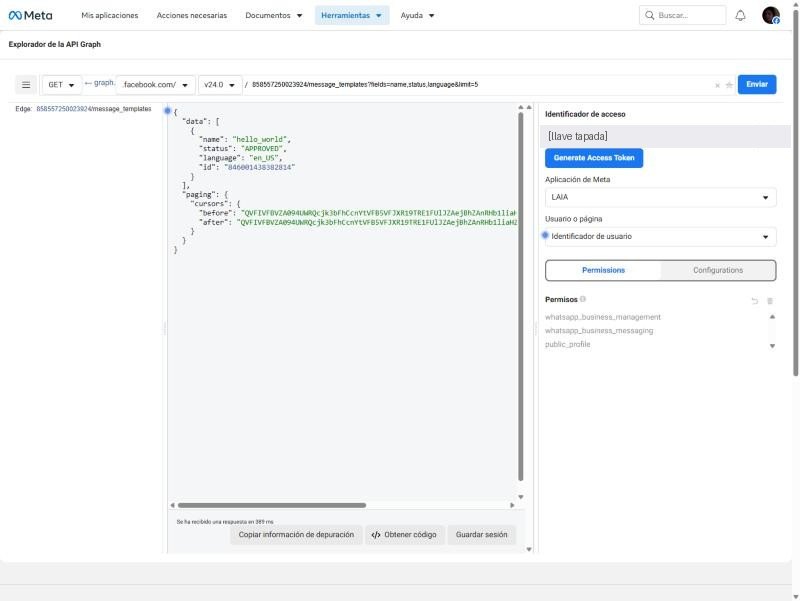 Meta Mis aplicaciones Acciones necesarias Documentos Herramientas Ayuda Buscar...
Explorador de la API Graph
GET ← graph. .facebook.com/ v24.0 / 858557250023924/message_templates?fields=name,status,language&limit=5 × Enviar
Edge: 858557250023924/message_templates
{
"data": [
{
"name": "hello_world",
"status": "APPROVED",
"language": "en_US",
"id": "846001438382814"
}
],
"paging": {
"cursors": {
"before":
"after":
}
}
}
Se ha recibido una respuesta en 389 ms
Copiar información de depuración </> Obtener código Guardar sesión
Identificador de acceso
[llave tapada]
Generate Access Token
Aplicación de Meta
LAIA
Usuario o página
Identificador de usuario
Permissions Configurations
Permisos
whatsapp_business_management
whatsapp_business_messaging
public_profile